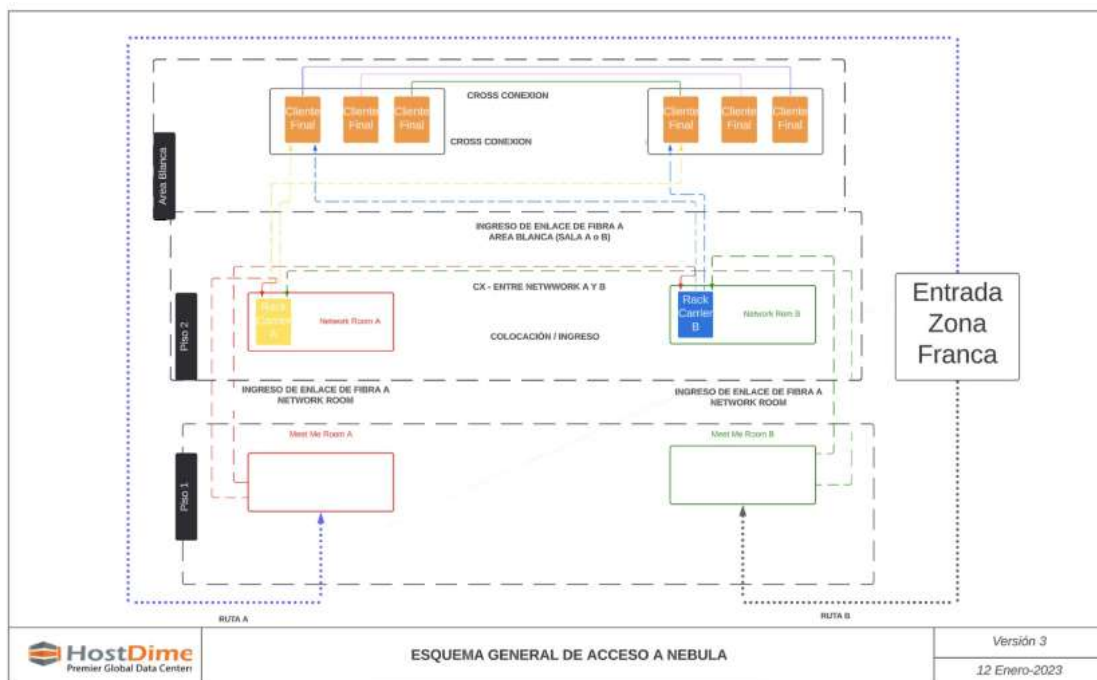 CROSS CONEXION
Cliente
Final
Cliente
Final
Cliente
Final
Cliente
Final
Cliente
Final
Cliente
Final
CROSS CONEXION
Area Blanca
INGRESO DE ENLACE DE FIBRA A
AREA BLANCA (SALA A o B)
CX - ENTRE NETWWORK A Y B
Rack
Carrier
A
Network Room A
Rack
Carrier
B
Network Rom B
Entrada
Zona
Franca
Piso 2
COLOCACIÓN / INGRESO
INGRESO DE ENLACE DE FIBRA A
NETWORK ROOM
INGRESO DE ENLACE DE FIBRA A
NETWORK ROOM
Meet Me Room A
Meet Me Room B
Piso 1
RUTA A
RUTA B
HostDime
Premier Global Data Centers
ESQUEMA GENERAL DE ACCESO A NEBULA
Versión 3
12 Enero-2023